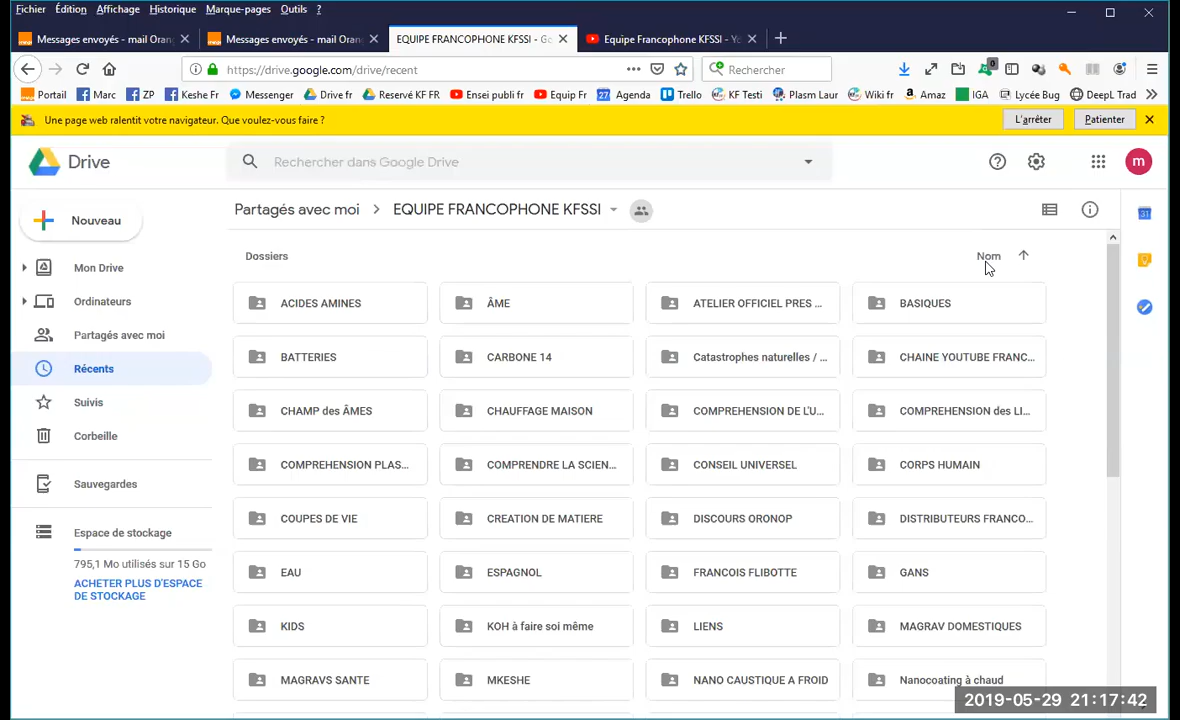 Fichier Édition Affichage Historique Marque-pages Outils ?
Messages envoyés - mail Oran
Messages envoyés - mail Oran
EQUIPE FRANCOPHONE KFSSI - Go
Equipe Francophone KFSSI - Yo
https://drive.google.com/drive/recent
Rechercher
0
Portail Marc ZP Keshe Fr Messenger Drive fr Reservé KF FR Ensei publi fr Equip Fr Agenda Trello KF Testi Plasm Laur Wiki fr Amaz IGA Lycée Bug DeepL Trad
Une page web ralentit votre navigateur. Que voulez-vous faire ?
L'arrêter
Patienter
Drive
Rechercher dans Google Drive
m
Nouveau
Partagés avec moi > EQUIPE FRANCOPHONE KFSSI
31
Mon Drive
Ordinateurs
Partagés avec moi
Récents
Suivis
Corbeille
Sauvegardes
Espace de stockage
795,1 Mo utilisés sur 15 Go
ACHETER PLUS D'ESPACE
DE STOCKAGE
Dossiers
Nom
ACIDES AMINES
ÂME
ATELIER OFFICIEL PRES ...
BASIQUES
BATTERIES
CARBONE 14
Catastrophes naturelles / ...
CHAINE YOUTUBE FRANC...
CHAMP des ÂMES
CHAUFFAGE MAISON
COMPREHENSION DE L'U...
COMPREHENSION des LI...
COMPREHENSION PLAS...
COMPRENDRE LA SCIEN...
CONSEIL UNIVERSEL
CORPS HUMAIN
COUPES DE VIE
CREATION DE MATIERE
DISCOURS ORONOP
DISTRIBUTEURS FRANCO...
EAU
ESPAGNOL
FRANCOIS FLIBOTTE
GANS
KIDS
KOH à faire soi même
LIENS
MAGRAV DOMESTIQUES
MAGRAVS SANTE
MKESHE
NANO CAUSTIQUE A FROID
Nanocoating à chaud
2019-05-29 21:17:42